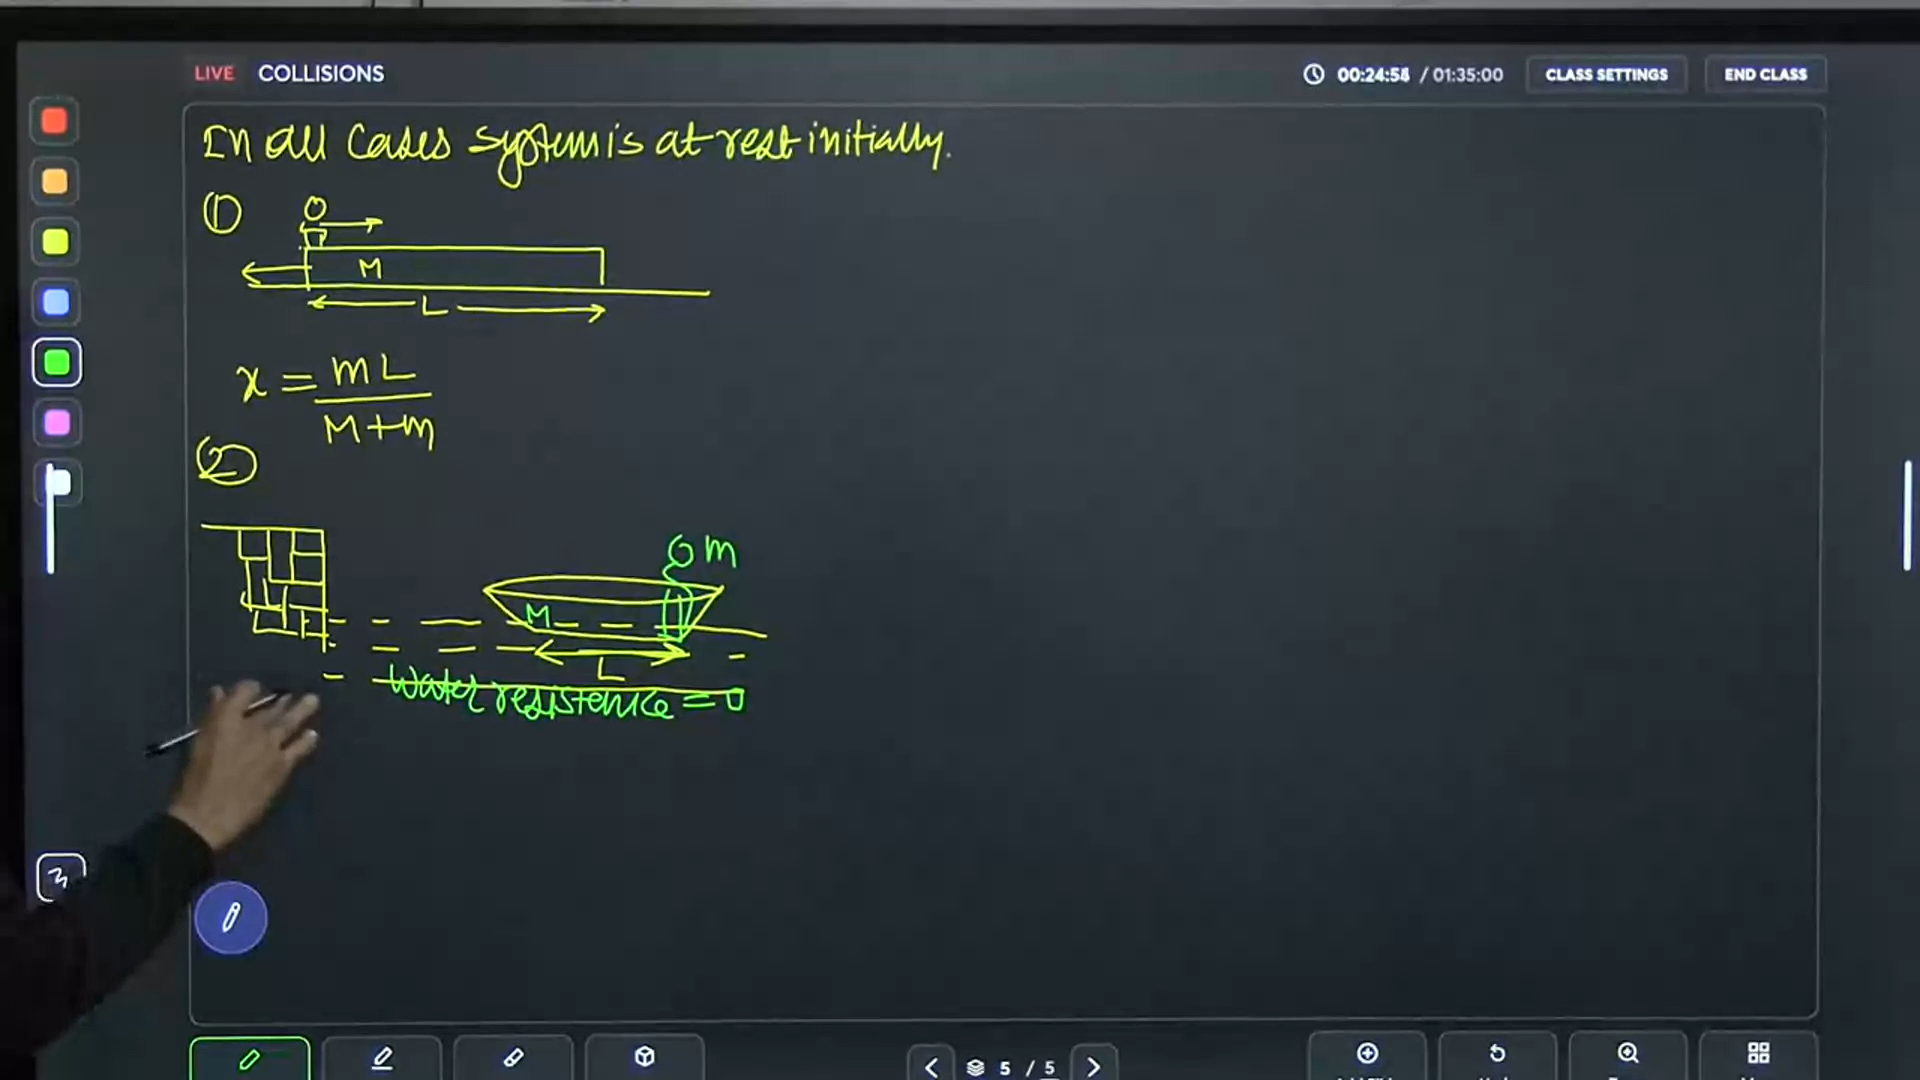 LIVE COLLISIONS 00:24:58 / 01:35:00 CLASS SETTINGS END CLASS
In all Cases system is at rest initially.
①
M
L
x = mL
M+m
②
m
M
L
Water resistence = 0
5 / 5